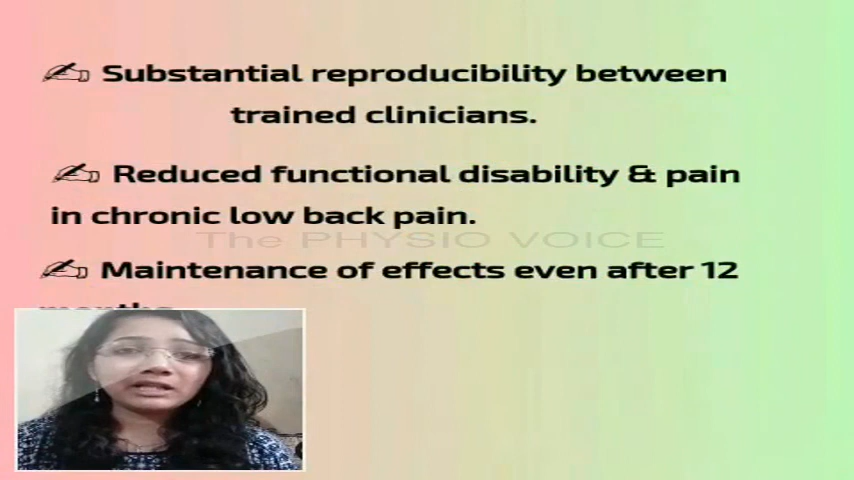 ✍ Substantial reproducibility between
trained clinicians.
✍ Reduced functional disability & pain
in chronic low back pain.
The PHYSIO VOICE
✍ Maintenance of effects even after 12